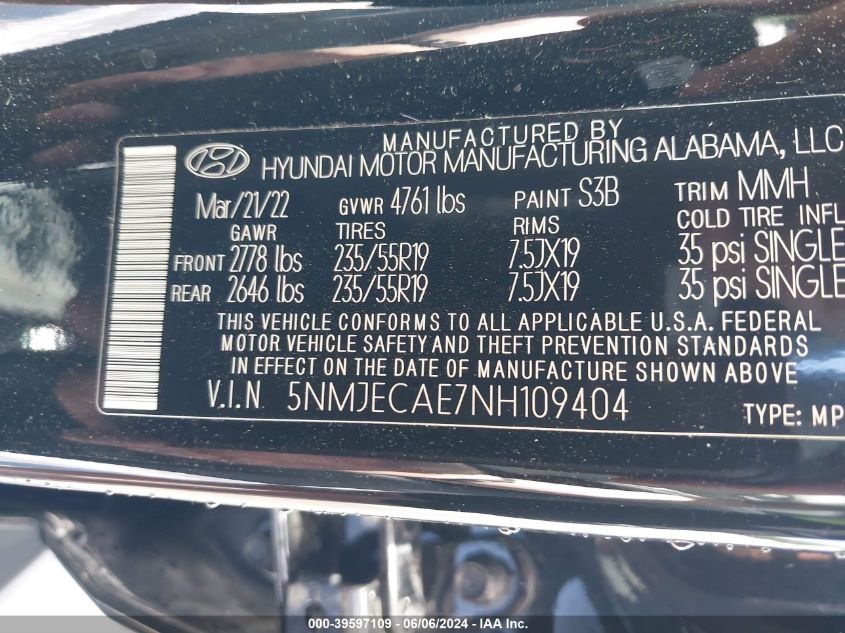 MANUFACTURED BY
HYUNDAI MOTOR MANUFACTURING ALABAMA, LLC
Mar/21/22 GVWR 4761 lbs PAINT S3B TRIM MMH
GAWR TIRES RIMS COLD TIRE INFL
FRONT 2778 lbs 235/55R19 7.5JX19 35 psi SINGLE
REAR 2646 lbs 235/55R19 7.5JX19 35 psi SINGLE
THIS VEHICLE CONFORMS TO ALL APPLICABLE U.S.A. FEDERAL
MOTOR VEHICLE SAFETY AND THEFT PREVENTION STANDARDS
IN EFFECT ON THE DATE OF MANUFACTURE SHOWN ABOVE
V.I.N 5NMJECAE7NH109404 TYPE: MP
000-39597109 - 06/06/2024 - IAA Inc.